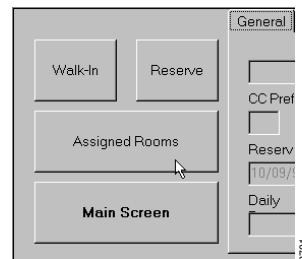 General
Walk-In Reserve
CC Pref
Assigned Rooms
Reserv
10/09/9
Main Screen
Daily